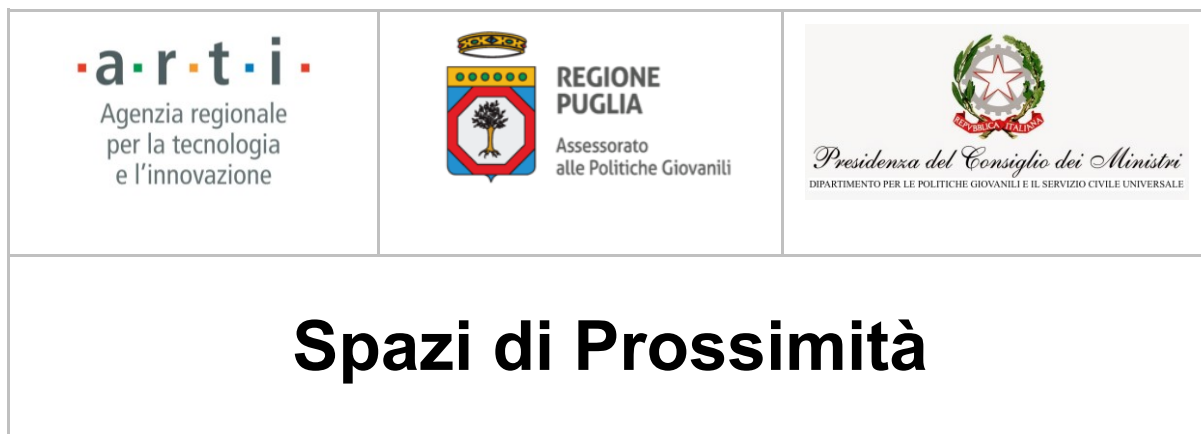 ·a·r·t·i·
Agenzia regionale
per la tecnologia
e l'innovazione
REGIONE
PUGLIA
Assessorato
alle Politiche Giovanili
REPVBBLICA ITALIANA
Presidenza del Consiglio dei Ministri
DIPARTIMENTO PER LE POLITICHE GIOVANILI E IL SERVIZIO CIVILE UNIVERSALE
Spazi di Prossimità